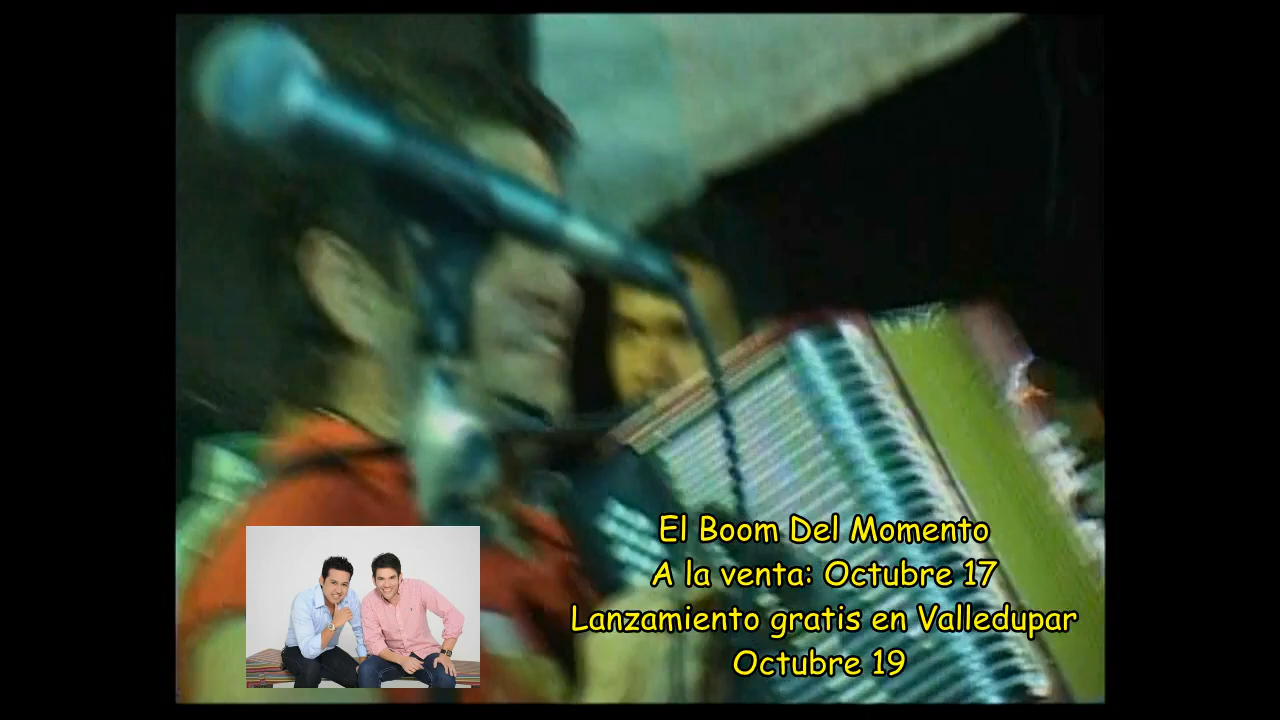 El Boom Del Momento
A la venta: Octubre 17
Lanzamiento gratis en Valledupar
Octubre 19